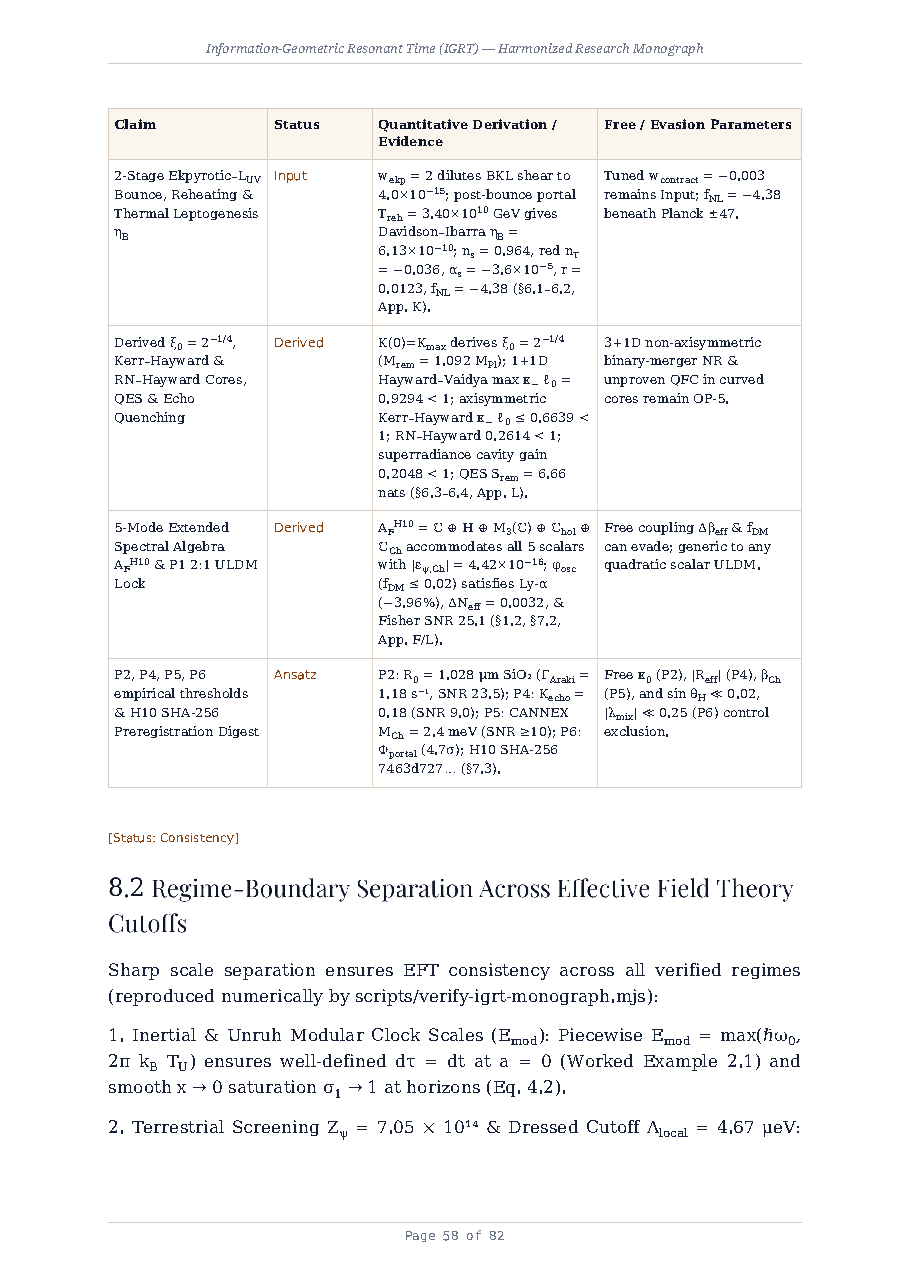 Information-Geometric Resonant Time (IGRT) — Harmonized Research Monograph
Claim
Status
Quantitative Derivation /
Evidence
Free / Evasion Parameters
2-Stage Ekpyrotic–L_UV
Bounce, Reheating &
Thermal Leptogenesis
η_B
Input
w_ekp = 2 dilutes BKL shear to
4.0×10⁻¹⁵; post-bounce portal
T_reh = 3.40×10¹⁰ GeV gives
Davidson–Ibarra η_B =
6.13×10⁻¹⁰; n_s = 0.964, red n_T
= −0.036, α_s = −3.6×10⁻⁵, r =
0.0123, f_NL = −4.38 (§6.1–6.2,
App. K).
Tuned w_contract = −0.003
remains Input; f_NL = −4.38
beneath Planck ±47.
Derived ξ₀ = 2^−1/4,
Kerr–Hayward &
RN–Hayward Cores,
QES & Echo
Quenching
Derived
K(0)=K_max derives ξ₀ = 2^−1/4
(M_rem = 1.092 M_Pl); 1+1D
Hayward–Vaidya max κ₋ ℓ₀ =
0.9294 < 1; axisymmetric
Kerr–Hayward κ₋ ℓ₀ ≤ 0.6639 <
1; RN–Hayward 0.2614 < 1;
superradiance cavity gain
0.2048 < 1; QES S_rem = 6.66
nats (§6.3–6.4, App. L).
3+1D non-axisymmetric
binary-merger NR &
unproven QFC in curved
cores remain OP-5.
5-Mode Extended
Spectral Algebra
A_F^H10 & P1 2:1 ULDM
Lock
Derived
A_F^H10 = ℂ ⊕ ℍ ⊕ M₃(ℂ) ⊕ ℂ_hol ⊕
ℂ_Ch accommodates all 5 scalars
with |ε_ψ,Ch| = 4.42×10⁻¹⁶; φ_osc
(f_DM ≤ 0.02) satisfies Ly-α
(−3.96%), ΔN_eff = 0.0032, &
Fisher SNR 25.1 (§1.2, §7.2,
App. F/L).
Free coupling Δβ_eff & f_DM
can evade; generic to any
quadratic scalar ULDM.
P2, P4, P5, P6
empirical thresholds
& H10 SHA-256
Preregistration Digest
Ansatz
P2: R₀ = 1.028 μm SiO₂ (Γ_Araki =
1.18 s⁻¹, SNR 23.5); P4: K_echo =
0.18 (SNR 9.0); P5: CANNEX
M_Ch = 2.4 meV (SNR ≥10); P6:
Φ_portal (4.7σ); H10 SHA-256
7463d727... (§7.3).
Free κ₀ (P2), |R_eff| (P4), β_Ch
(P5), and sin θ_H ≪ 0.02,
|λ_mix| ≪ 0.25 (P6) control
exclusion.
[Status: Consistency]
8.2 Regime-Boundary Separation Across Effective Field Theory
Cutoffs
Sharp scale separation ensures EFT consistency across all verified regimes
(reproduced numerically by scripts/verify-igrt-monograph.mjs):
1. Inertial & Unruh Modular Clock Scales (E_mod): Piecewise E_mod = max(ℏω₀,
2π k_B T_U) ensures well-defined dτ = dt at a = 0 (Worked Example 2.1) and
smooth x → 0 saturation σ₁ → 1 at horizons (Eq. 4.2).
2. Terrestrial Screening Z_ψ = 7.05 × 10¹⁴ & Dressed Cutoff Λ_local = 4.67 μeV:
Page 58 of 82